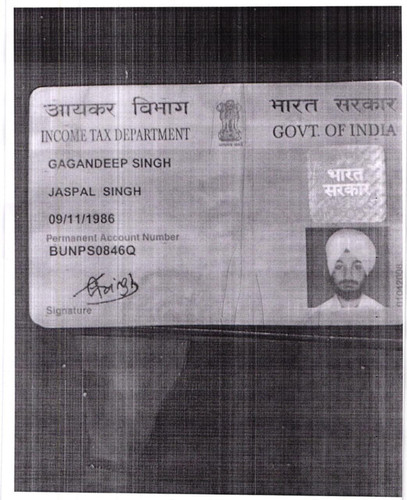 आयकर विभाग
INCOME TAX DEPARTMENT
भारत सरकार
GOVT. OF INDIA
GAGANDEEP SINGH
JASPAL SINGH
09/11/1986
Permanent Account Number
BUNPS0846Q
Signature
भारत
सरकार